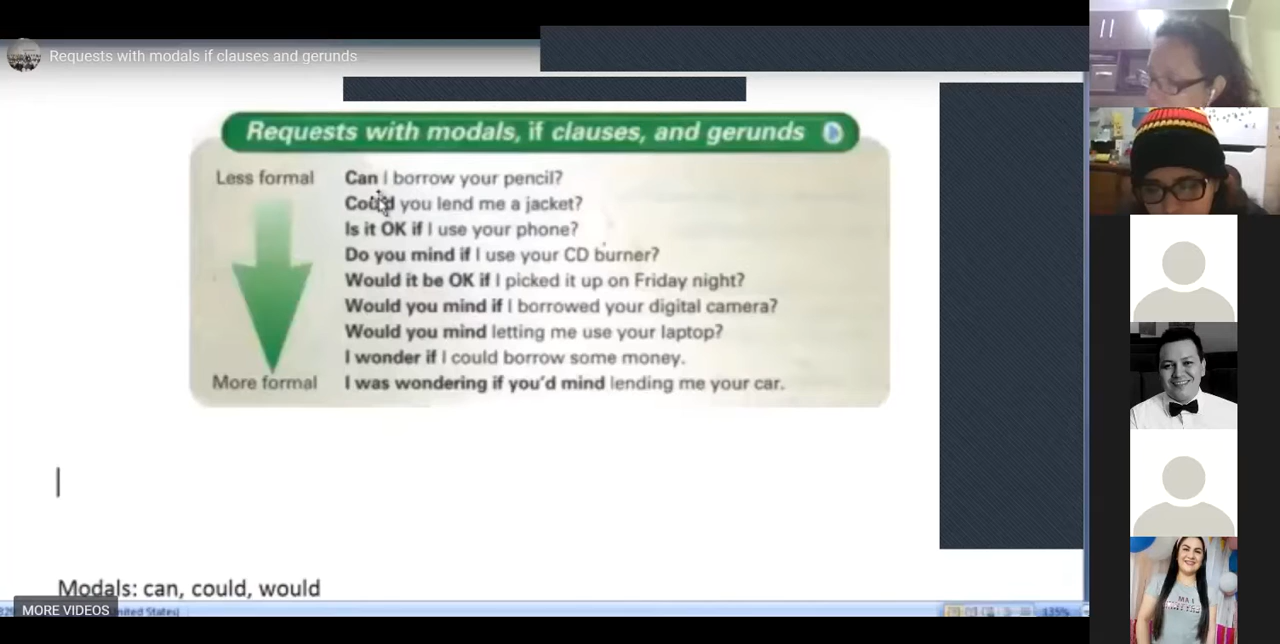 Requests with modals if clauses and gerunds
Requests with modals, if clauses, and gerunds
Less formal
Can I borrow your pencil?
Could you lend me a jacket?
Is it OK if I use your phone?
Do you mind if I use your CD burner?
Would it be OK if I picked it up on Friday night?
Would you mind if I borrowed your digital camera?
Would you mind letting me use your laptop?
I wonder if I could borrow some money.
More formal
I was wondering if you'd mind lending me your car.
Modals: can, could, would
MORE VIDEOS
United States)
135%